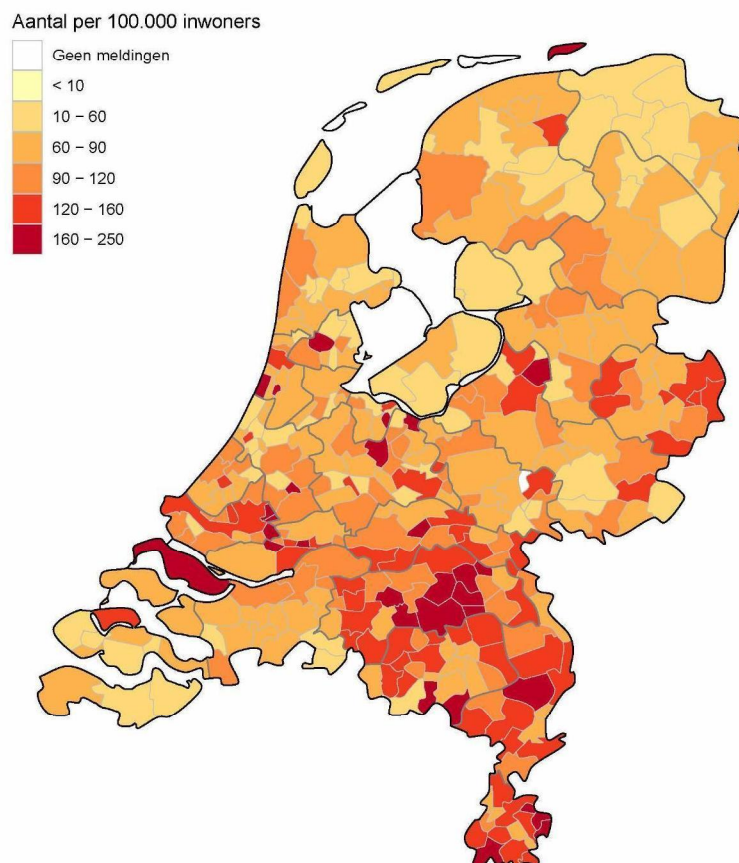 Aantal per 100.000 inwoners
Geen meldingen
< 10
10 – 60
60 – 90
90 – 120
120 – 160
160 – 250